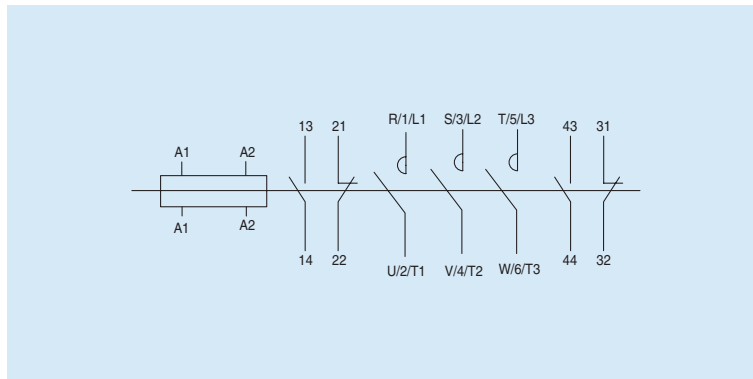 R/1/L1 S/3/L2 T/5/L3
13 21 43 31
A1 A2
A1 A2
14 22 44 32
U/2/T1 V/4/T2 W/6/T3